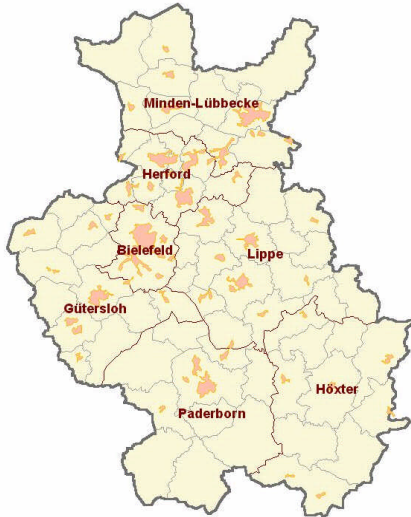 Minden-Lübbecke
Herford
Bielefeld
Lippe
Gütersloh
Höxter
Paderborn